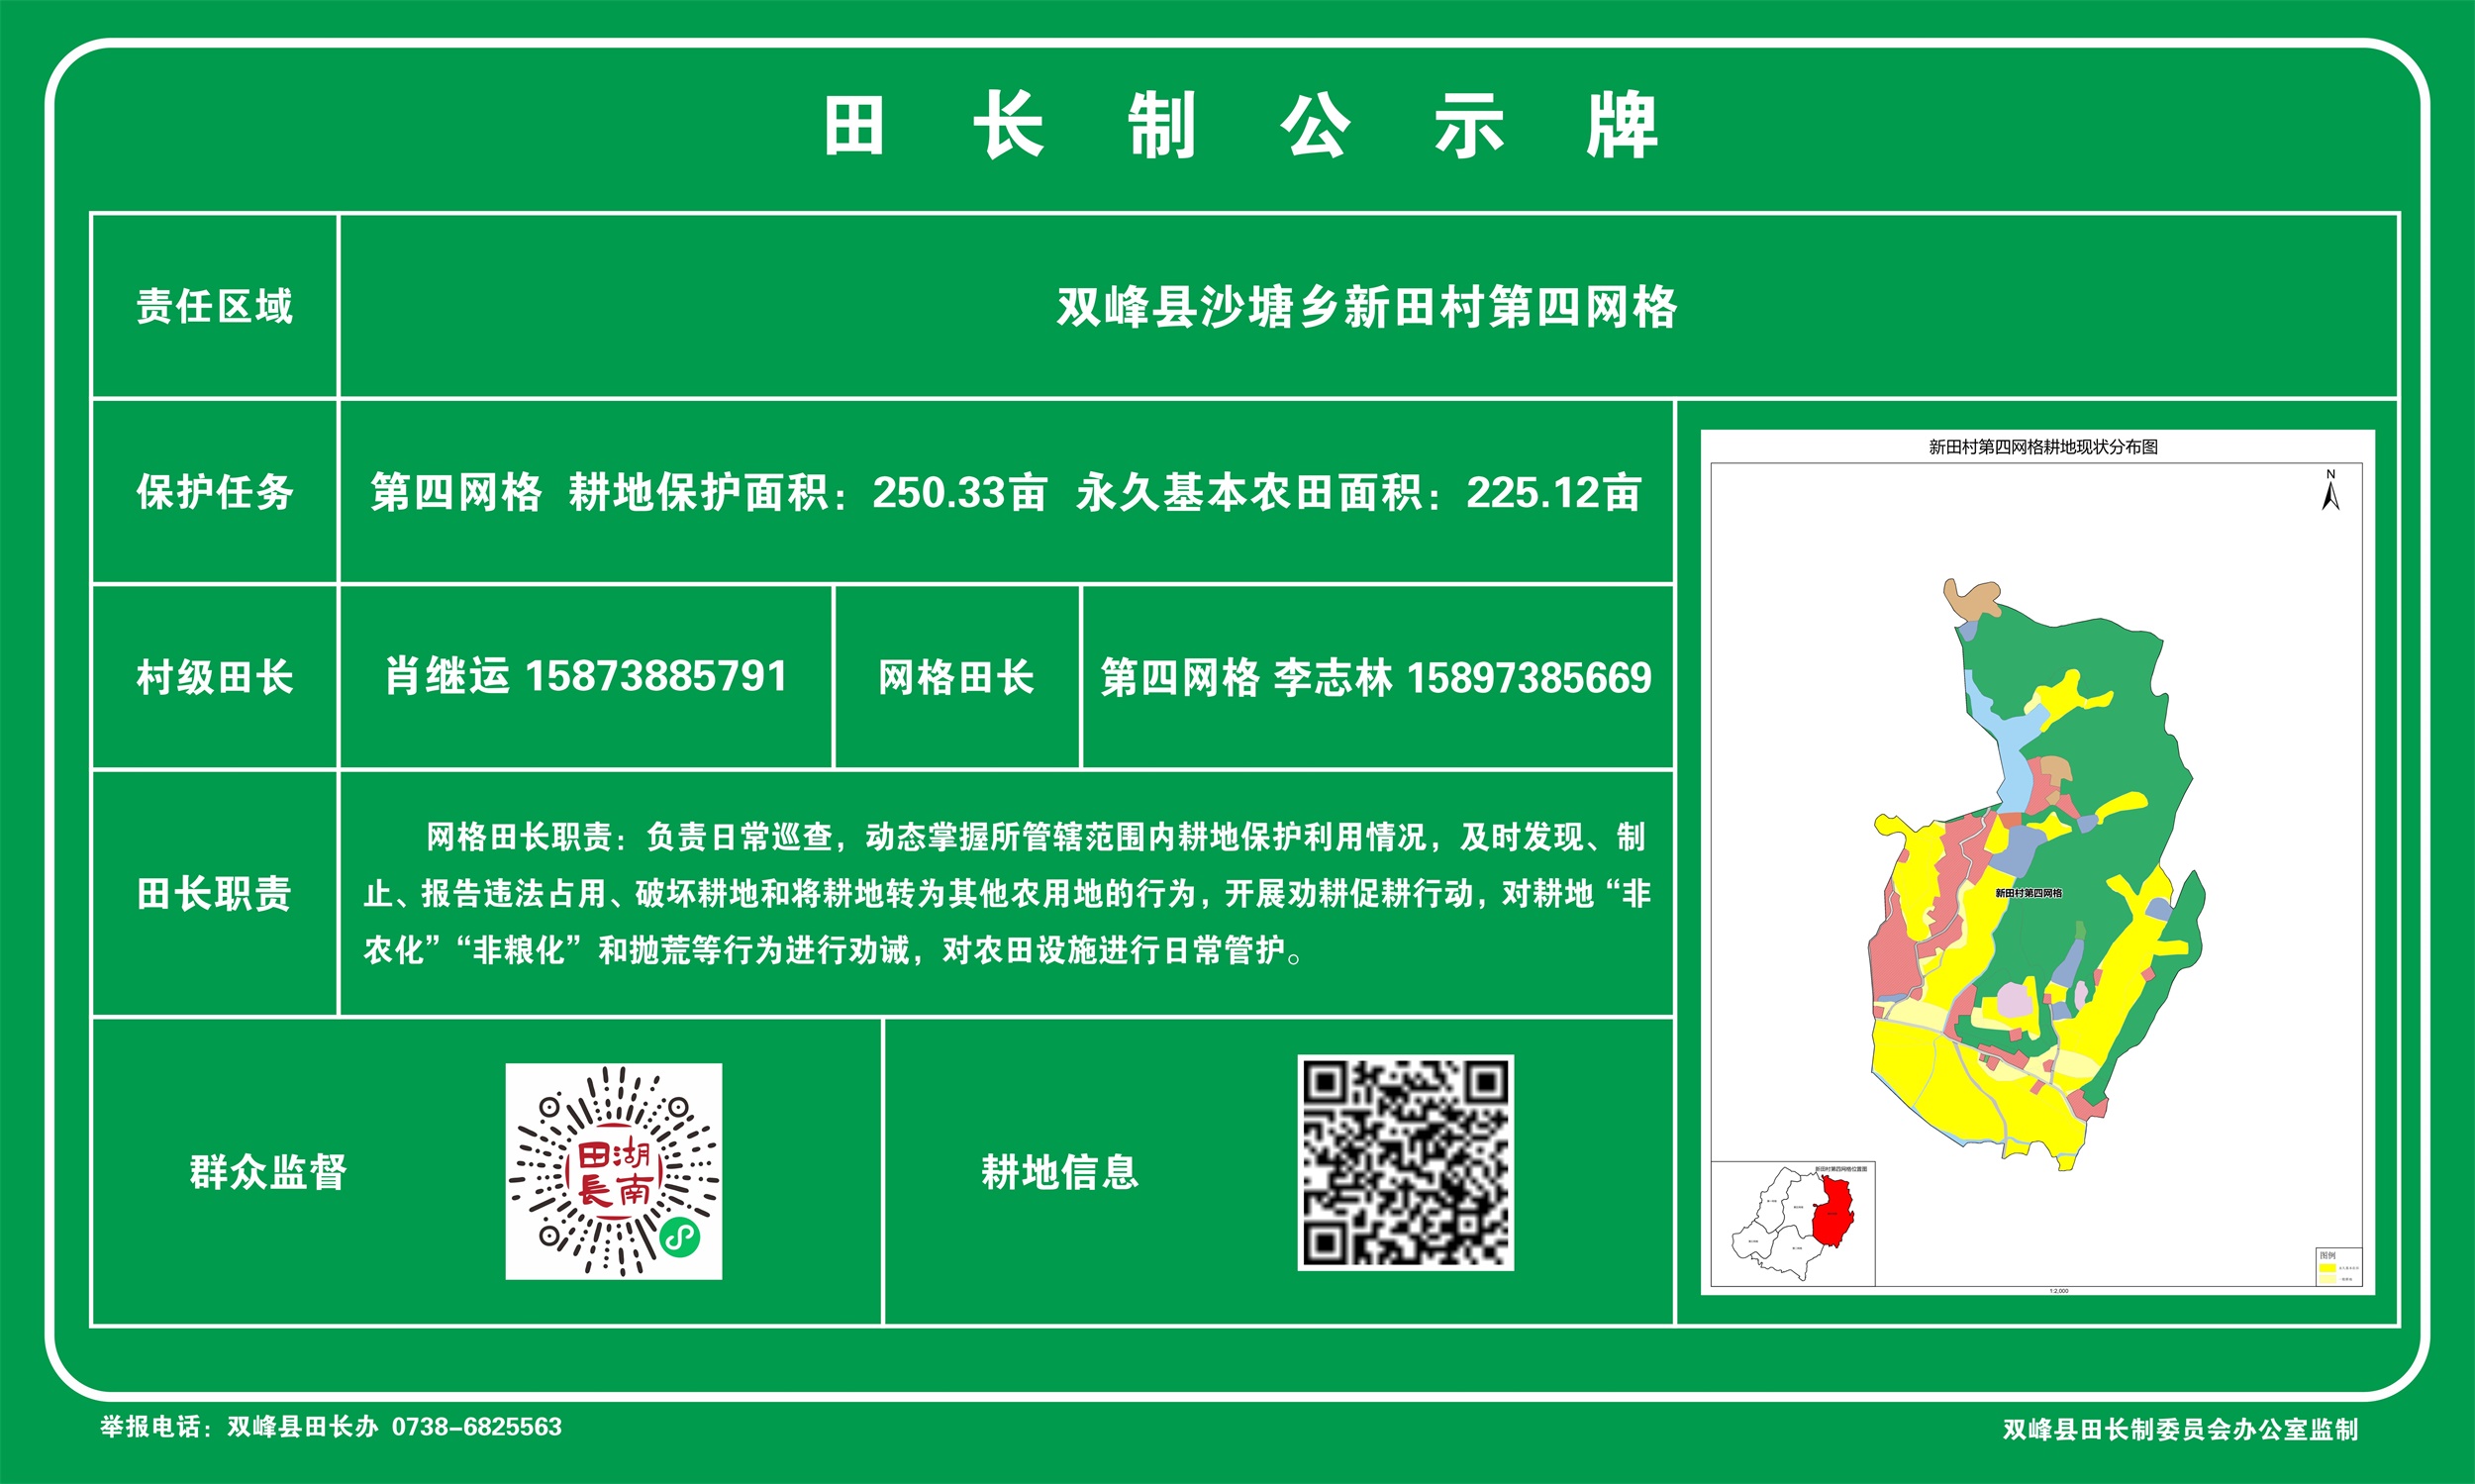 田长制公示牌
责任区域
双峰县沙塘乡新田村第四网格
保护任务
第四网格 耕地保护面积：250.33亩 永久基本农田面积：225.12亩
村级田长
肖继运 15873885791
网格田长
第四网格 李志林 15897385669
田长职责
网格田长职责：负责日常巡查，动态掌握所管辖范围内耕地保护利用情况，及时发现、制
止、报告违法占用、破坏耕地和将耕地转为其他农用地的行为，开展劝耕促耕行动，对耕地“非
农化”“非粮化”和抛荒等行为进行劝诫，对农田设施进行日常管护。
群众监督
湖南
田長
耕地信息
新田村第四网格耕地现状分布图
N
新田村第四网格
新田村第四网格位置图
图例
1:2,000
举报电话：双峰县田长办 0738-6825563
双峰县田长制委员会办公室监制